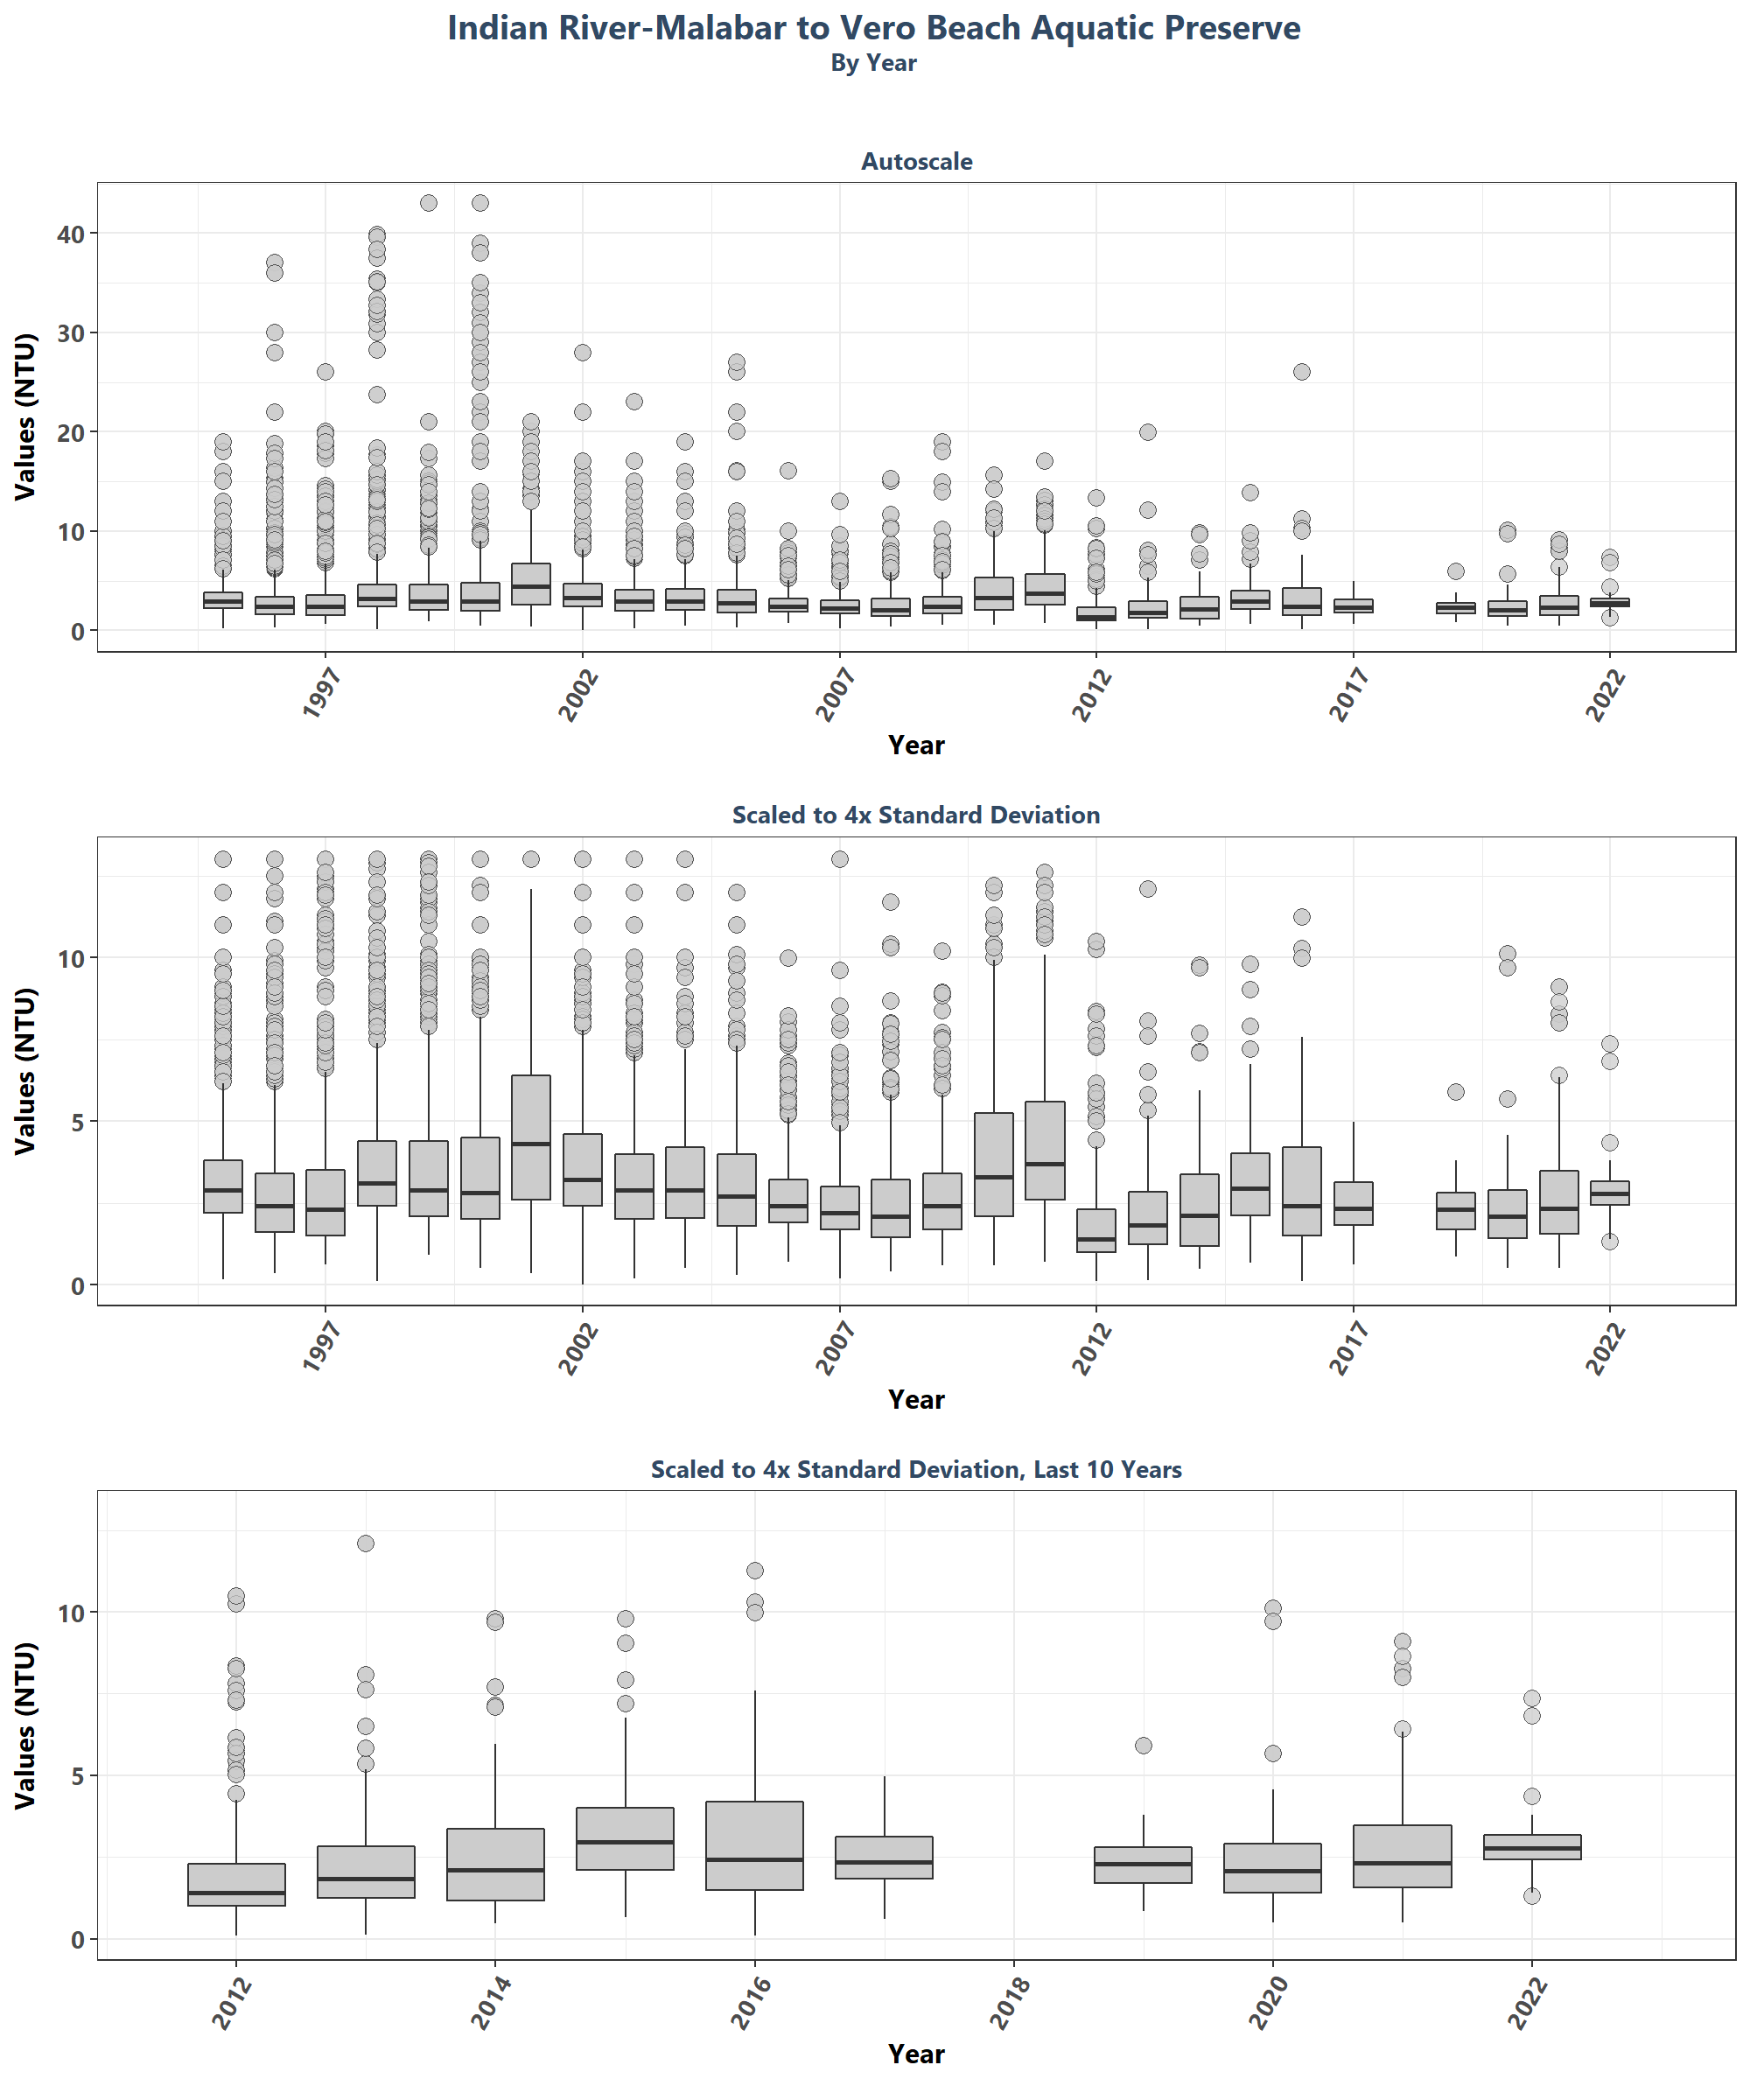 Indian River-Malabar to Vero Beach Aquatic Preserve
By Year
Autoscale
Values (NTU)
40
30
20
10
0
1997
2002
2007
2012
2017
2022
Year
Scaled to 4x Standard Deviation
Values (NTU)
10
5
0
1997
2002
2007
2012
2017
2022
Year
Scaled to 4x Standard Deviation, Last 10 Years
Values (NTU)
10
5
0
2012
2014
2016
2018
2020
2022
Year